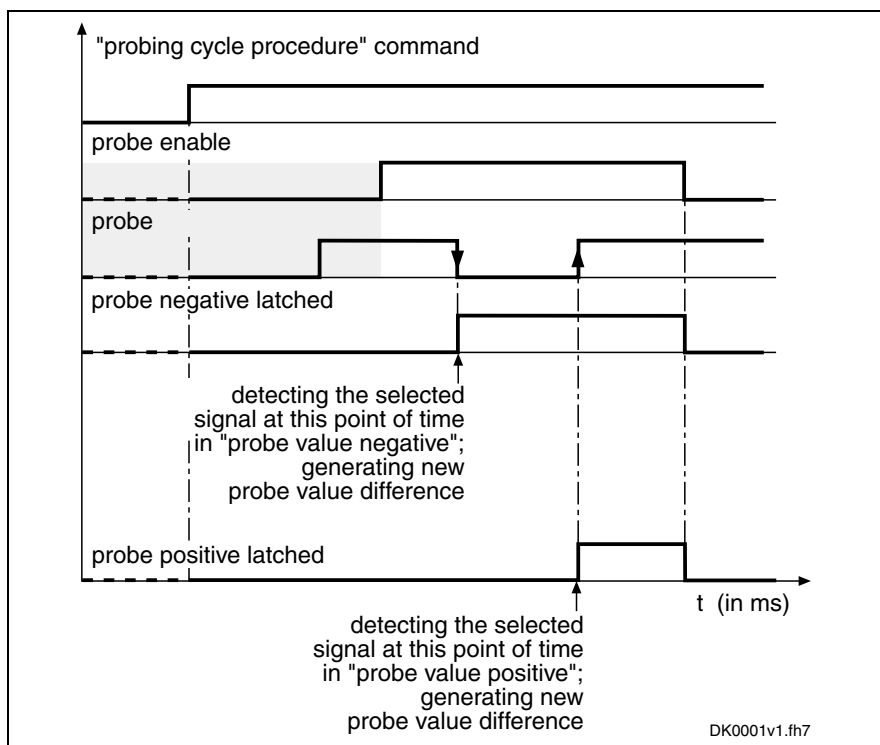 "probing cycle procedure" command
probe enable
probe
probe negative latched
detecting the selected
signal at this point of time
in "probe value negative";
generating new
probe value difference
probe positive latched
t (in ms)
detecting the selected
signal at this point of time
in "probe value positive";
generating new
probe value difference
DK0001v1.fh7